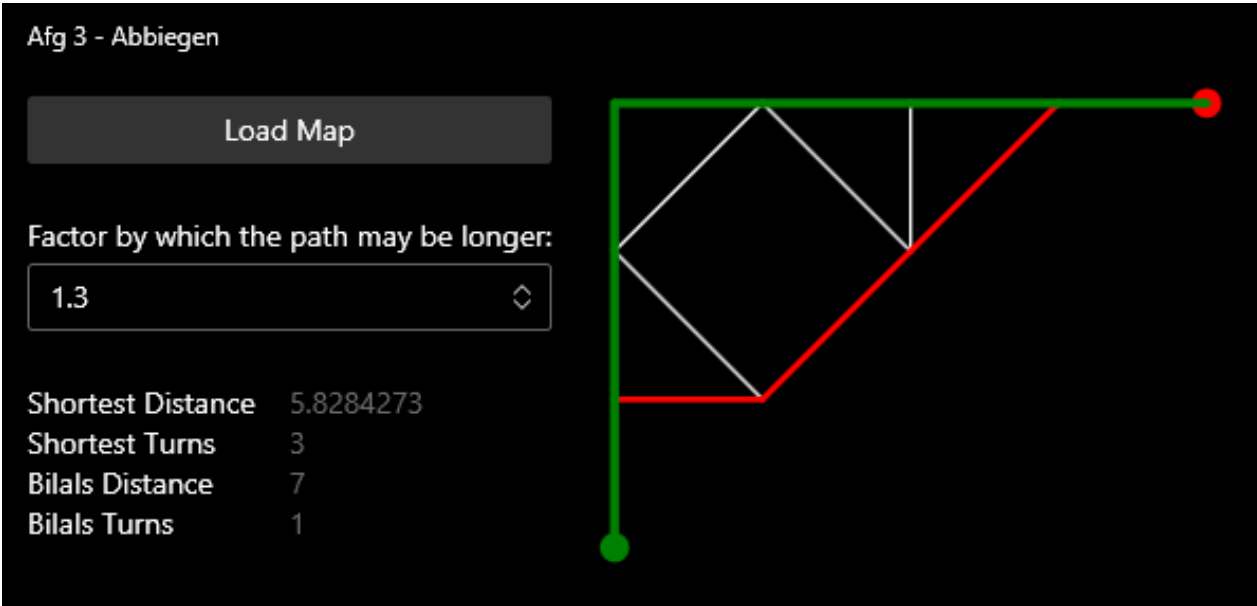 Afg 3 - Abbiegen
Load Map
Factor by which the path may be longer:
1.3
Shortest Distance 5.8284273
Shortest Turns 3
Bilals Distance 7
Bilals Turns 1